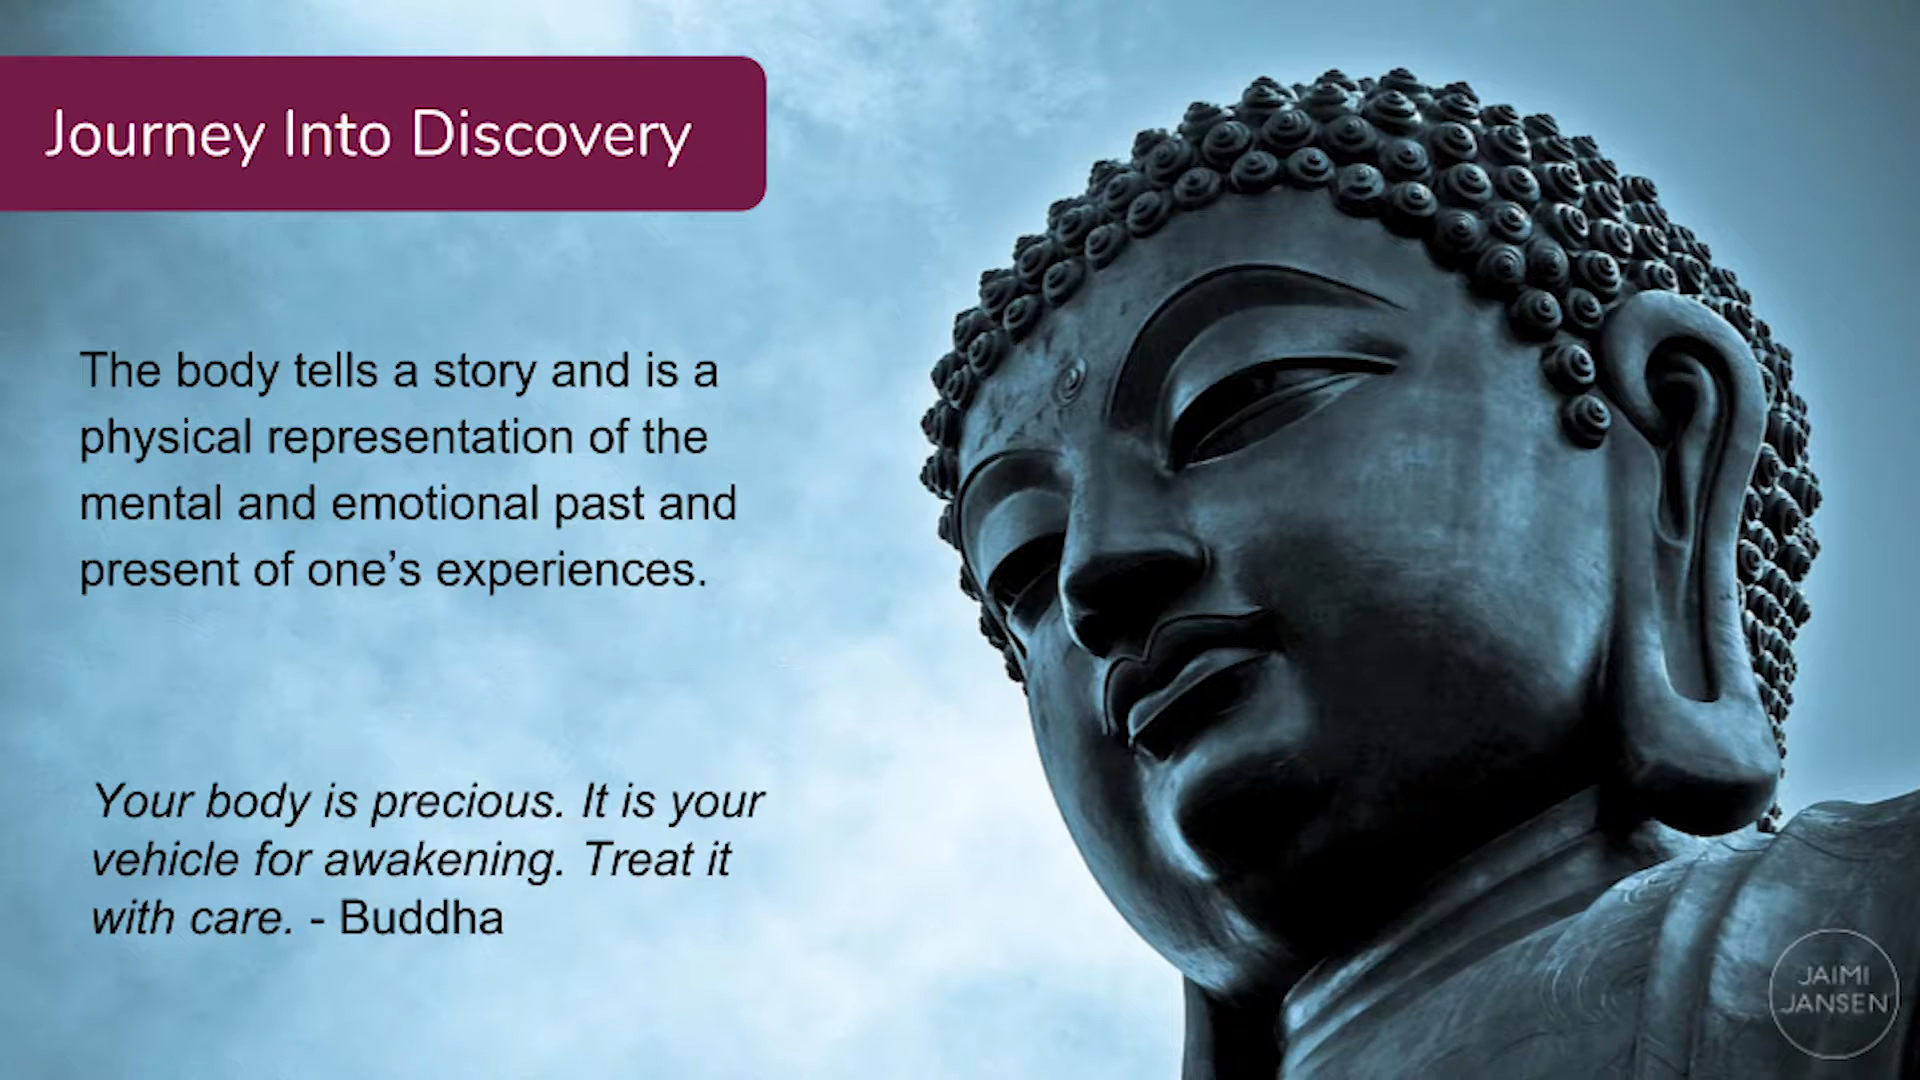 Journey Into Discovery
The body tells a story and is a
physical representation of the
mental and emotional past and
present of one’s experiences.
Your body is precious. It is your
vehicle for awakening. Treat it
with care. - Buddha
JAIMI
JANSEN